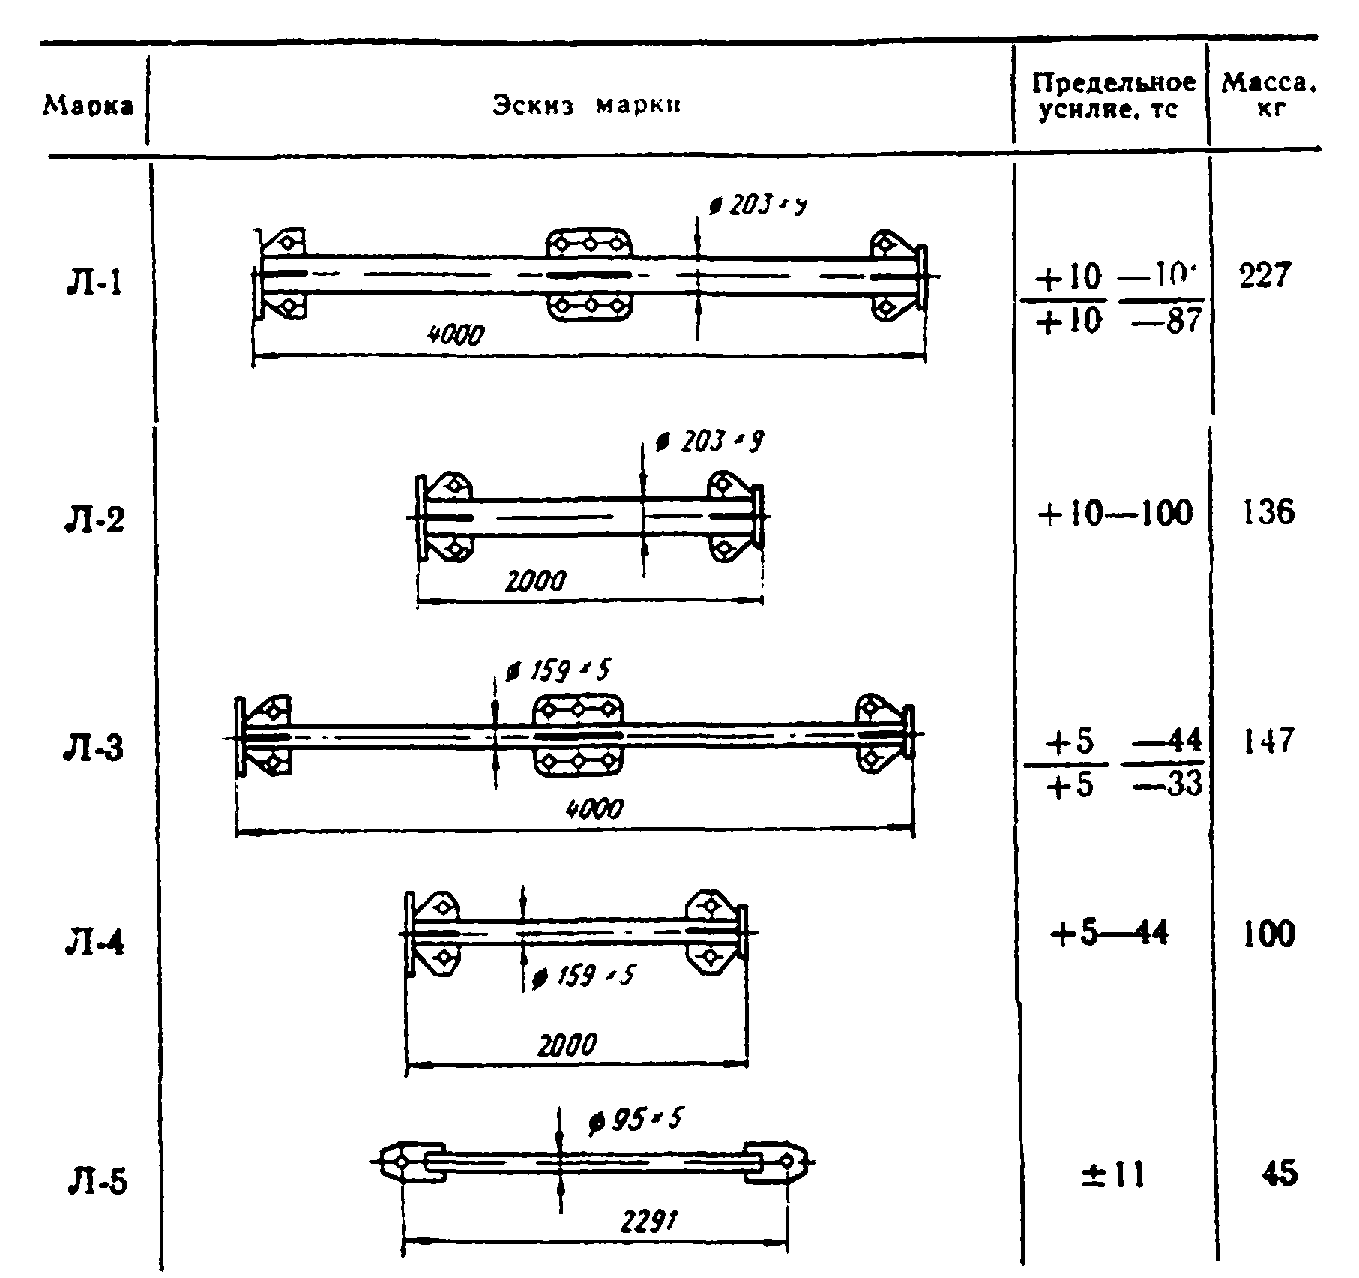 Марка Эскиз марки Предельное усилие, тс Масса, кг
ø 203 × 9
Л-1 +10 —10 227
+10 —87
4000
ø 203 × 9
Л-2 +10—100 136
2000
ø 159 × 5
Л-3 +5 —44 147
+5 —33
4000
Л-4 +5—44 100
ø 159 × 5
2000
ø 95 × 5
Л-5 ±11 45
2291